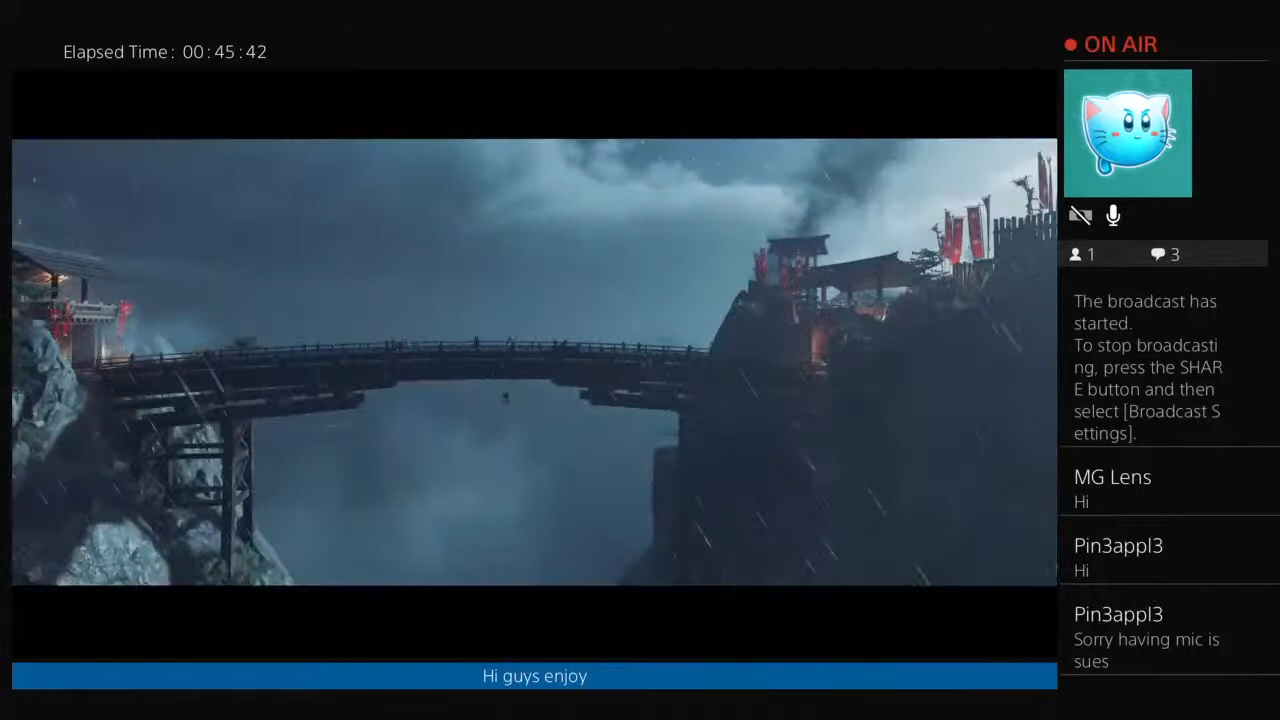 Elapsed Time: 00:45:42
ON AIR
1
3
The broadcast has
started.
To stop broadcasti
ng, press the SHAR
E button and then
select [Broadcast S
ettings].
MG Lens
Hi
Pin3appl3
Hi
Pin3appl3
Sorry having mic is
sues
Hi guys enjoy